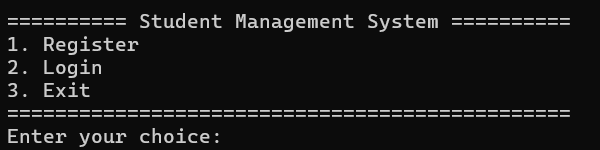 ========== Student Management System ==========
1. Register
2. Login
3. Exit
===============================================
Enter your choice: